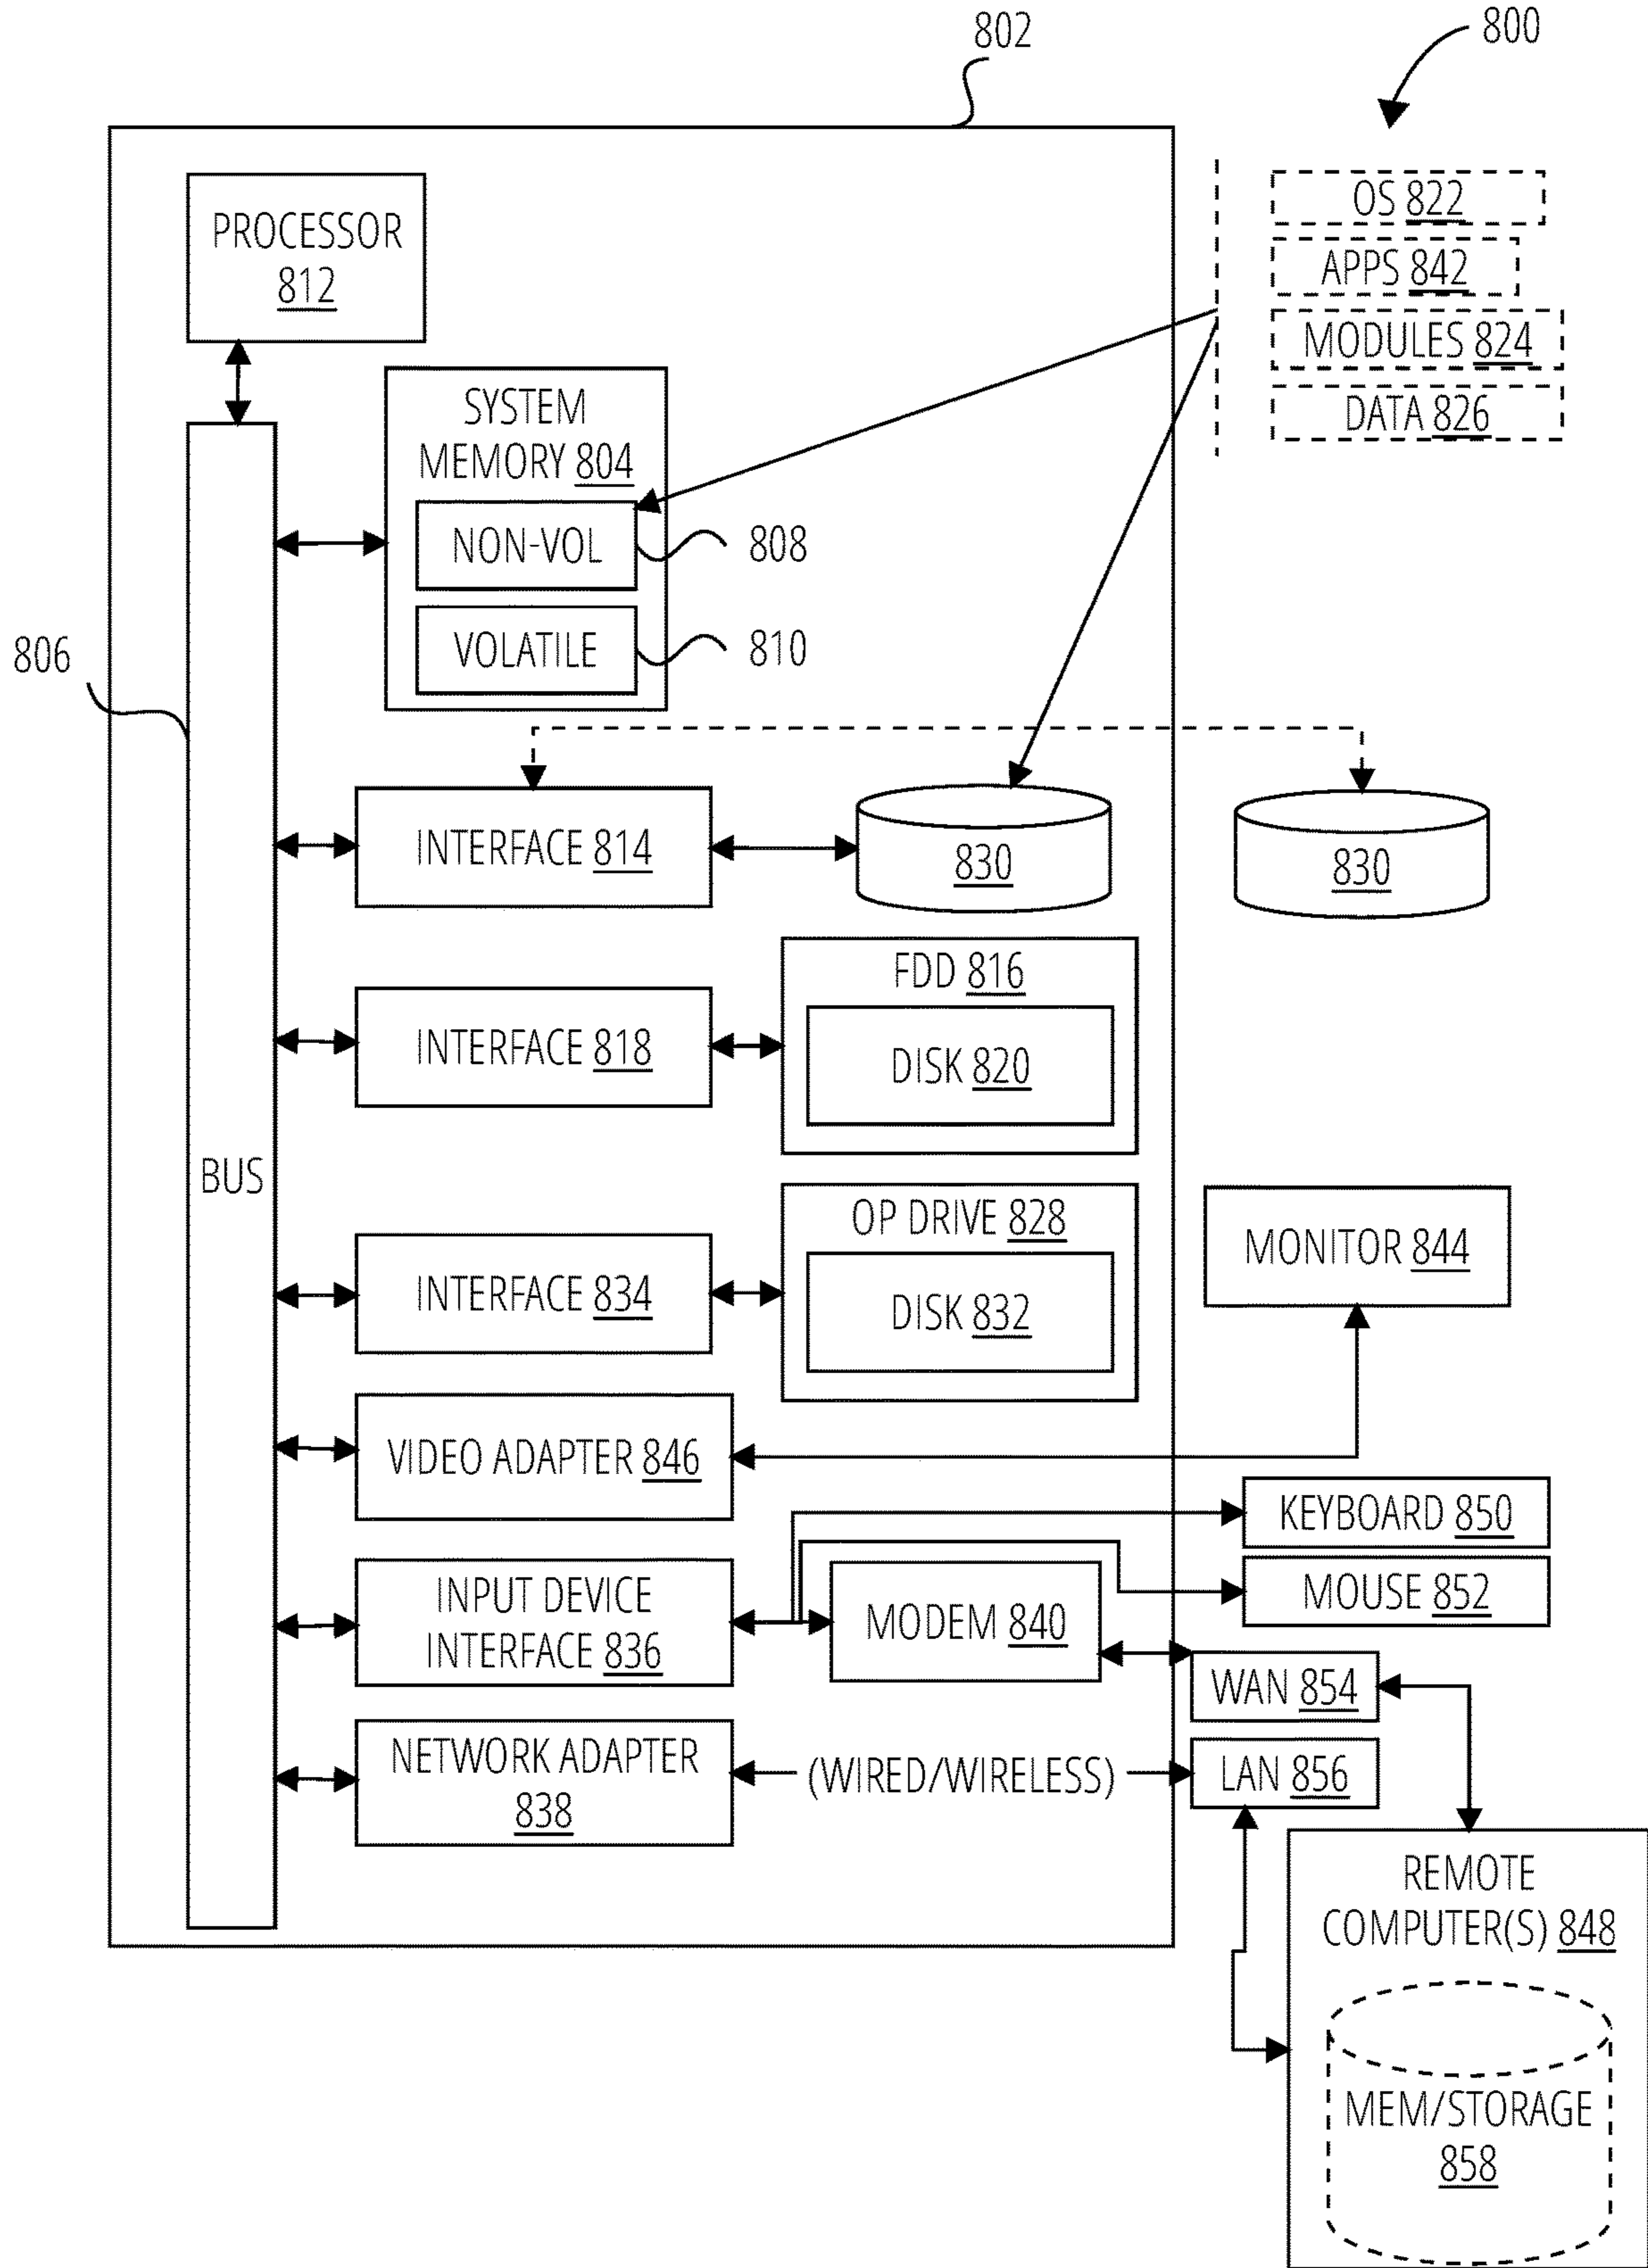 802
800
PROCESSOR
812
OS 822
APPS 842
MODULES 824
DATA 826
SYSTEM
MEMORY 804
NON-VOL
808
VOLATILE
810
806
BUS
INTERFACE 814
830
830
INTERFACE 818
FDD 816
DISK 820
INTERFACE 834
OP DRIVE 828
DISK 832
MONITOR 844
VIDEO ADAPTER 846
KEYBOARD 850
MOUSE 852
INPUT DEVICE
INTERFACE 836
MODEM 840
WAN 854
NETWORK ADAPTER
838
(WIRED/WIRELESS)
LAN 856
REMOTE
COMPUTER(S) 848
MEM/STORAGE
858